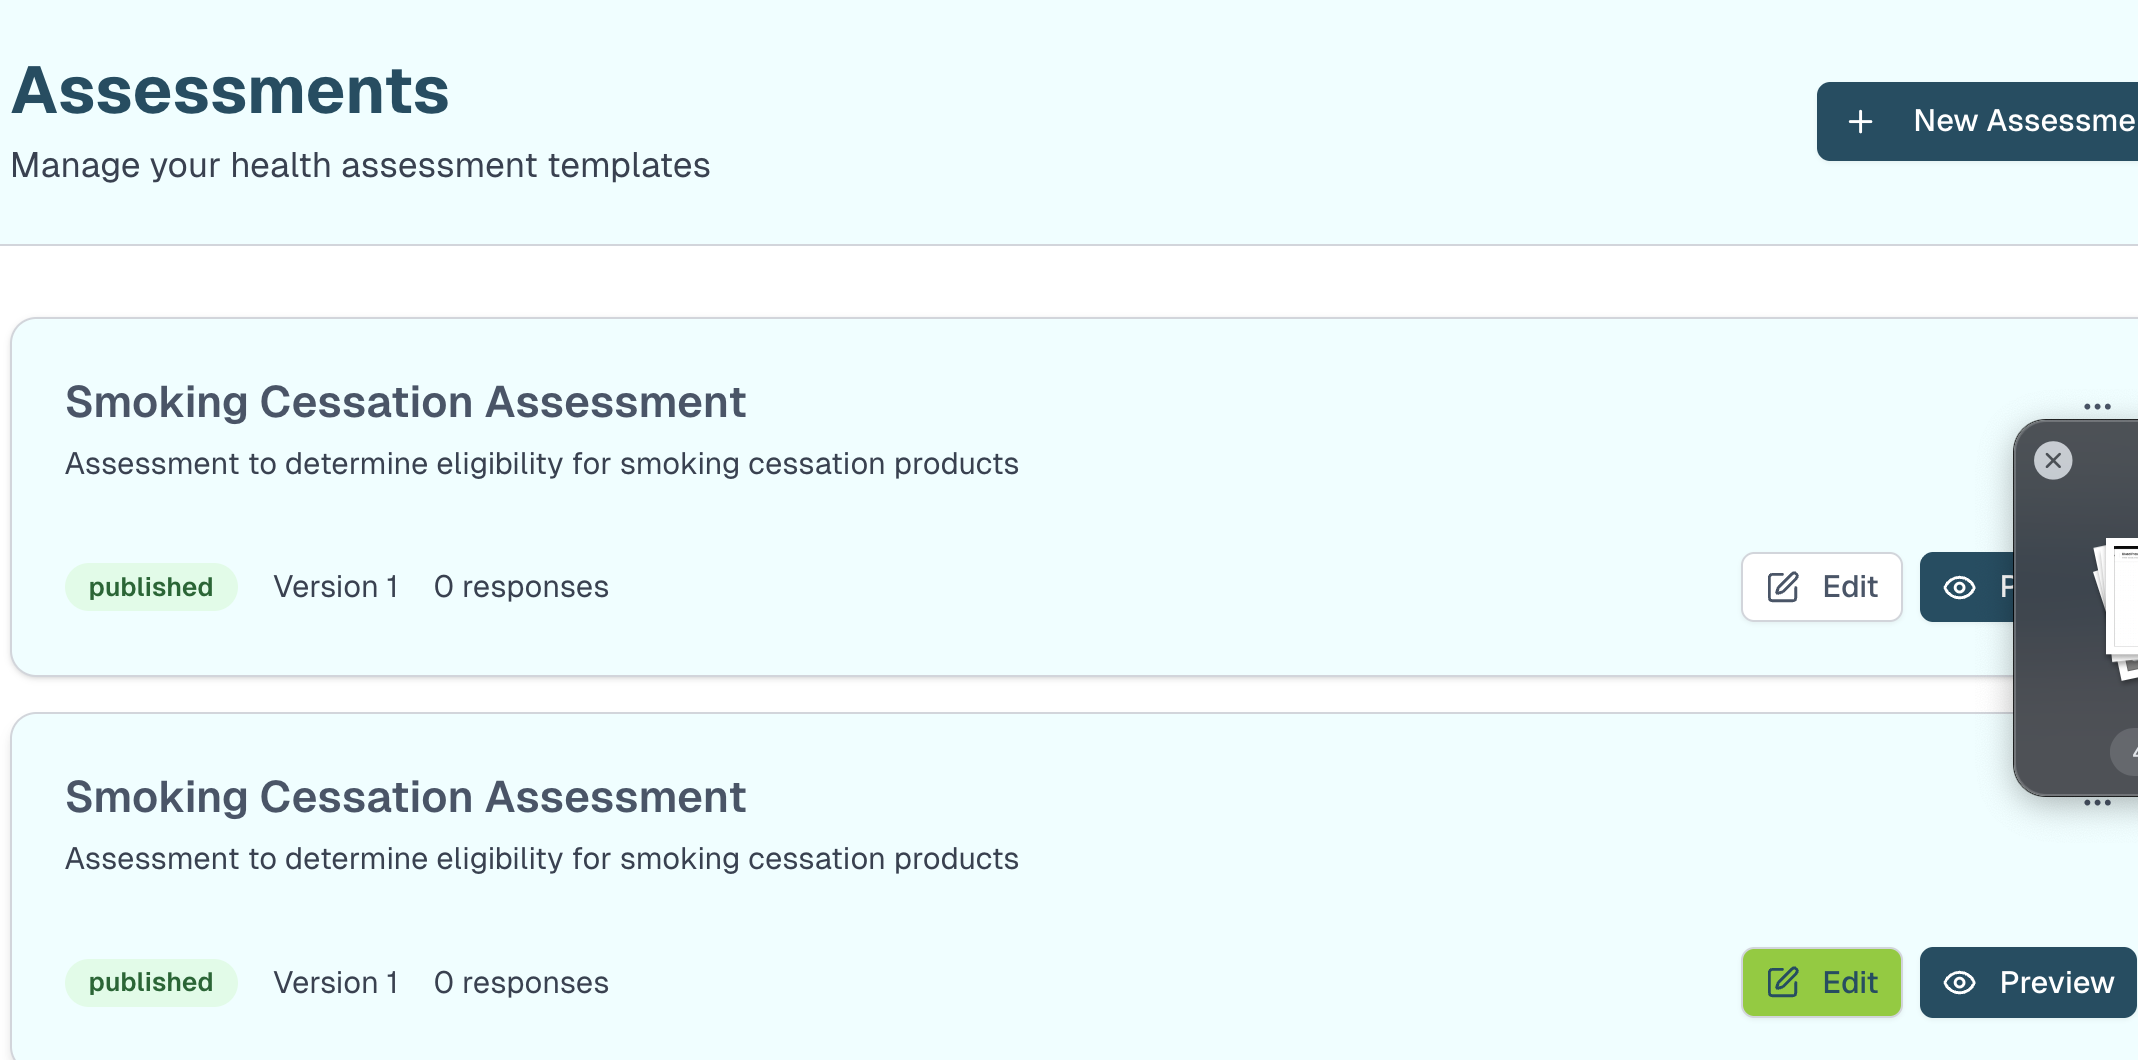 Assessments
New Assessme
Manage your health assessment templates
Smoking Cessation Assessment
Assessment to determine eligibility for smoking cessation products
published Version 1 0 responses
Edit P
Smoking Cessation Assessment
Assessment to determine eligibility for smoking cessation products
published Version 1 0 responses
Edit Preview